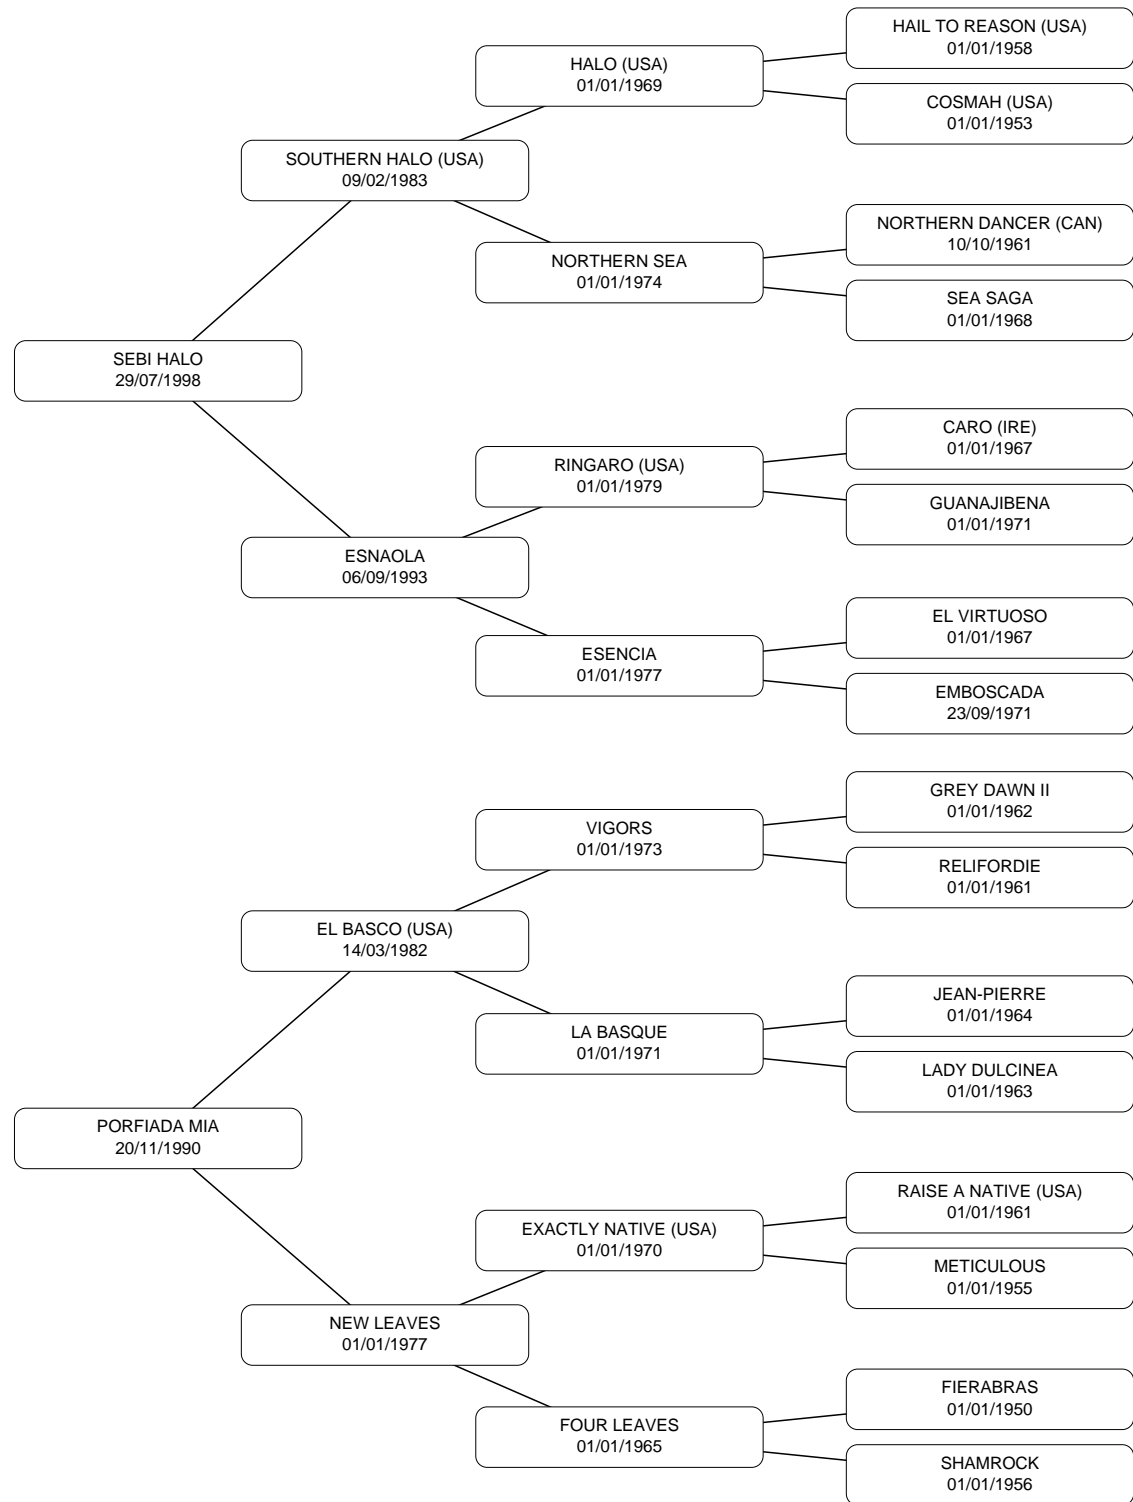 HAIL TO REASON (USA)
01/01/1958
HALO (USA)
01/01/1969
COSMAH (USA)
01/01/1953
SOUTHERN HALO (USA)
09/02/1983
NORTHERN DANCER (CAN)
10/10/1961
NORTHERN SEA
01/01/1974
SEA SAGA
01/01/1968
SEBI HALO
29/07/1998
CARO (IRE)
01/01/1967
RINGARO (USA)
01/01/1979
GUANAJIBENA
01/01/1971
ESNAOLA
06/09/1993
EL VIRTUOSO
01/01/1967
ESENCIA
01/01/1977
EMBOSCADA
23/09/1971
GREY DAWN II
01/01/1962
VIGORS
01/01/1973
RELIFORDIE
01/01/1961
EL BASCO (USA)
14/03/1982
JEAN-PIERRE
01/01/1964
LA BASQUE
01/01/1971
LADY DULCINEA
01/01/1963
PORFIADA MIA
20/11/1990
RAISE A NATIVE (USA)
01/01/1961
EXACTLY NATIVE (USA)
01/01/1970
METICULOUS
01/01/1955
NEW LEAVES
01/01/1977
FIERABRAS
01/01/1950
FOUR LEAVES
01/01/1965
SHAMROCK
01/01/1956